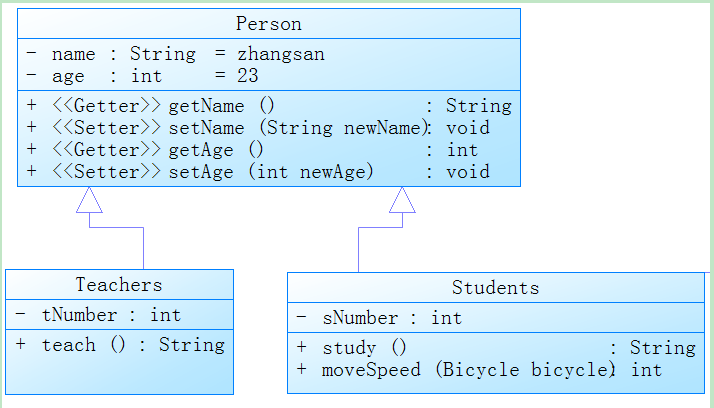 Person
- name : String = zhangsan
- age : int = 23
+ <<Getter>> getName () : String
+ <<Setter>> setName (String newName): void
+ <<Getter>> getAge () : int
+ <<Setter>> setAge (int newAge) : void
Teachers
- tNumber : int
+ teach () : String
Students
- sNumber : int
+ study () : String
+ moveSpeed (Bicycle bicycle) int